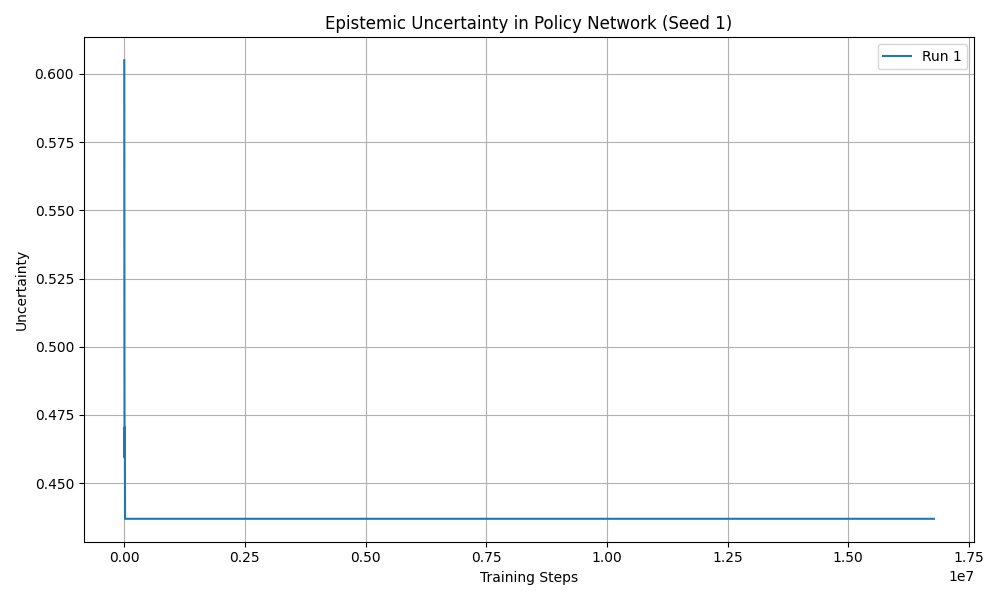 Epistemic Uncertainty in Policy Network (Seed 1)
Run 1
Uncertainty
0.600
0.575
0.550
0.525
0.500
0.475
0.450
0.00 0.25 0.50 0.75 1.00 1.25 1.50 1.75
1e7
Training Steps